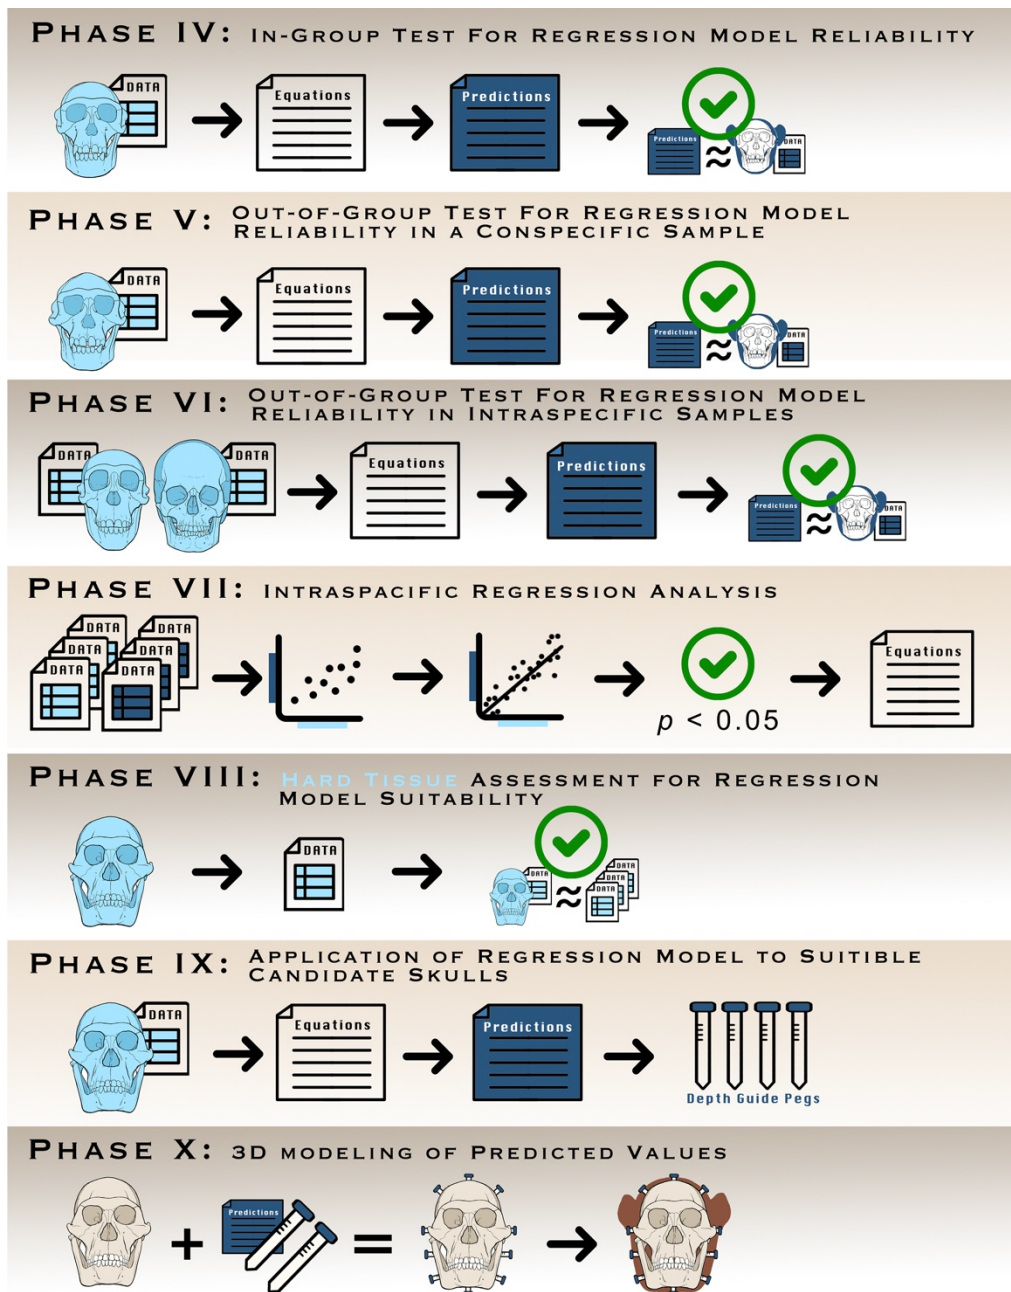 PHASE IV: IN-GROUP TEST FOR REGRESSION MODEL RELIABILITY
DATA
Equations
Predictions
Predictions
DATA
PHASE V: OUT-OF-GROUP TEST FOR REGRESSION MODEL
RELIABILITY IN A CONSPECIFIC SAMPLE
DATA
Equations
Predictions
Predictions
DATA
PHASE VI: OUT-OF-GROUP TEST FOR REGRESSION MODEL
RELIABILITY IN INTRASPECIFIC SAMPLES
DATA
DATA
Equations
Predictions
Predictions
DATA
PHASE VII: INTRASPACIFIC REGRESSION ANALYSIS
DATA
DATA
DATA
DATA
DATA
DATA
p < 0.05
Equations
PHASE VIII: HARD TISSUE ASSESSMENT FOR REGRESSION
MODEL SUITABILITY
DATA
DATA
DATA
PHASE IX: APPLICATION OF REGRESSION MODEL TO SUITIBLE
CANDIDATE SKULLS
DATA
Equations
Predictions
Depth Guide Pegs
PHASE X: 3D MODELING OF PREDICTED VALUES
Predictions
+
=